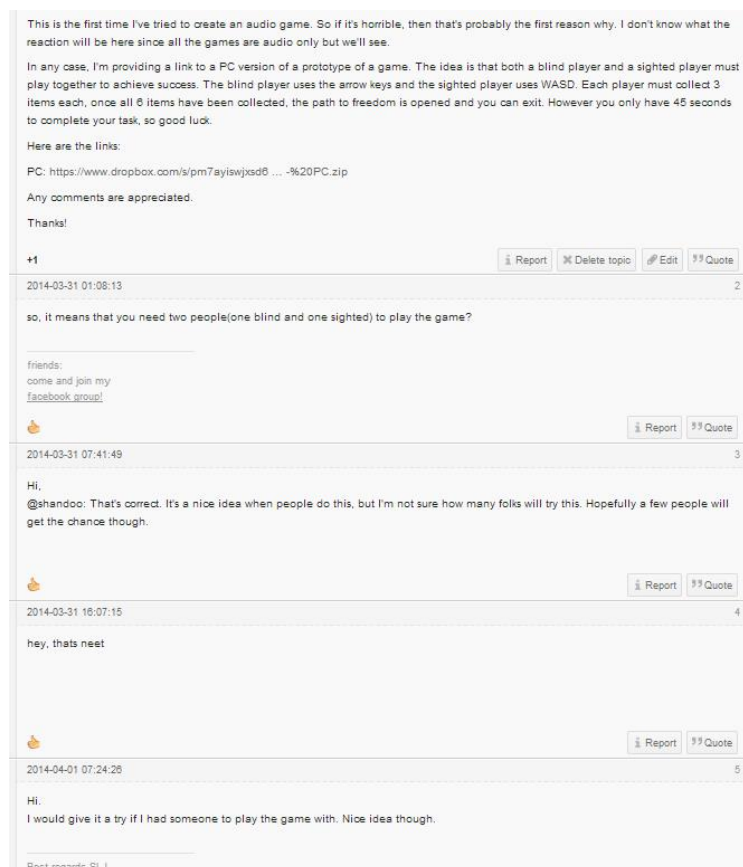 This is the first time I've tried to create an audio game. So if it's horrible, then that's probably the first reason why. I don't know what the
reaction will be here since all the games are audio only but we'll see.
In any case, I'm providing a link to a PC version of a prototype of a game. The idea is that both a blind player and a sighted player must
play together to achieve success. The blind player uses the arrow keys and the sighted player uses WASD. Each player must collect 3
items each, once all 6 items have been collected, the path to freedom is opened and you can exit. However you only have 45 seconds
to complete your task, so good luck.
Here are the links:
PC: https://www.dropbox.com/s/pm7ayiswjxsd6 ... -%20PC.zip
Any comments are appreciated.
Thanks!
+1 Report Delete topic Edit Quote
2014-03-31 01:08:13 2
so, it means that you need two people(one blind and one sighted) to play the game?
friends:
come and join my
facebook group!
Report Quote
2014-03-31 07:41:49 3
Hi,
@shandoo: That's correct. It's a nice idea when people do this, but I'm not sure how many folks will try this. Hopefully a few people will
get the chance though.
Report Quote
2014-03-31 16:07:15 4
hey, thats neet
Report Quote
2014-04-01 07:24:26 5
Hi.
I would give it a try if I had someone to play the game with. Nice idea though.
Best regards SLJ